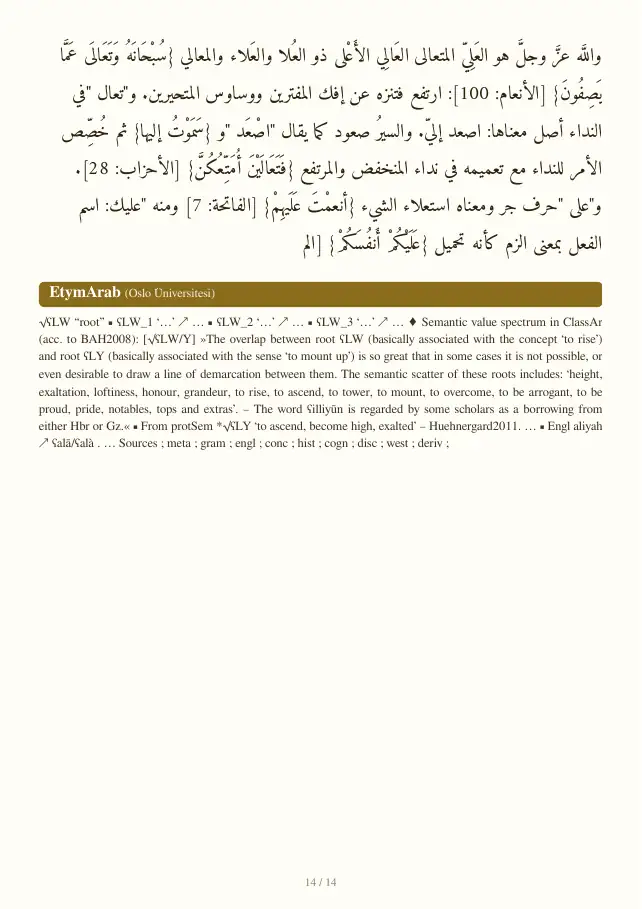 والله عزَّ وجلَّ هو العَلِيّ المتعالى العَالِي الأَعْلى ذو العُلا والعَلاء والمعالي {سُبْحَانَهُ وَتَعَالَى عَمَّا
يَصِفُونَ} [الأنعام: 100]: ارتفع فتنزه عن إفك المفترين ووساوس المتحيرين. و"تعال "في
النداء أصل معناها: اصعد إليّ. والسيرُ صعود كما يقال "اصْعَد "و {سَمَوْتُ إليها} ثم خُصِّص
الأمر للنداء مع تعميمه في نداء المنخفض والمرتفع {فَتَعَالَيْنَ أُمَتِّعْكُنَّ} [الأحزاب: 28].
و"على "حرف جر ومعناه استعلاء الشيء {أَنعمْتَ عَلَيهِمْ} [الفاتحة: 7] ومنه "عليك: اسم
الفعل بمعنى الزم كأنه تحميل {عَلَيْكُمْ أَنفُسَكُمْ} [الم
EtymArab (Oslo Üniversitesi)
√ʕLW “root” ▪ ʕLW_1 ‘…’ ↗ … ▪ ʕLW_2 ‘…’ ↗ … ▪ ʕLW_3 ‘…’ ↗ … ♦ Semantic value spectrum in ClassAr
(acc. to BAH2008): [√ʕLW/Y] »The overlap between root ʕLW (basically associated with the concept ‘to rise’)
and root ʕLY (basically associated with the sense ‘to mount up’) is so great that in some cases it is not possible, or
even desirable to draw a line of demarcation between them. The semantic scatter of these roots includes: ‘height,
exaltation, loftiness, honour, grandeur, to rise, to ascend, to tower, to mount, to overcome, to be arrogant, to be
proud, pride, notables, tops and extras’. – The word ʕilliyūn is regarded by some scholars as a borrowing from
either Hbr or Gz.« ▪ From protSem *√ʕLY ‘to ascend, become high, exalted’ – Huehnergard2011. … ▪ Engl aliyah
↗ ʕalā/ʕalà . … Sources ; meta ; gram ; engl ; conc ; hist ; cogn ; disc ; west ; deriv ;
14 / 14